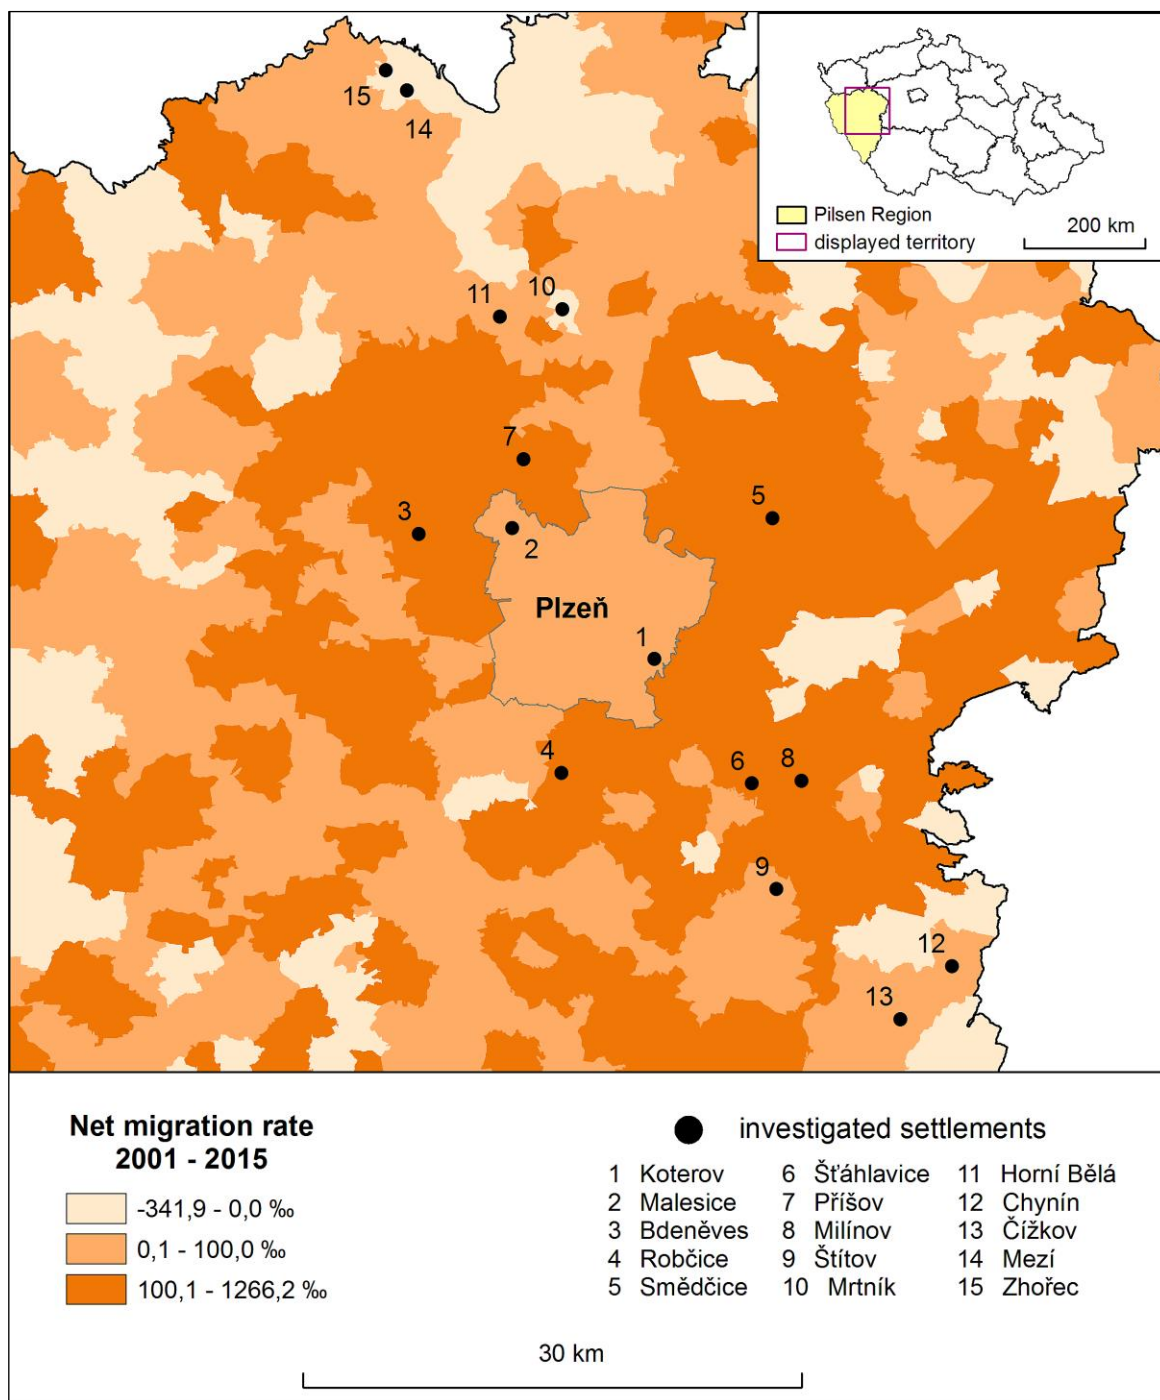 Pilsen Region
displayed territory
200 km
15
14
11
10
7
3
2
5
Plzeň
1
4
6
8
9
12
13
Net migration rate
2001 - 2015
-341,9 - 0,0 ‰
0,1 - 100,0 ‰
100,1 - 1266,2 ‰
investigated settlements
1 Koterov
2 Malesice
3 Bdeněves
4 Robčice
5 Smědčice
6 Šťáhlavice
7 Příšov
8 Milínov
9 Štítov
10 Mrtník
11 Horní Bělá
12 Chynín
13 Čížkov
14 Mezí
15 Zhořec
30 km